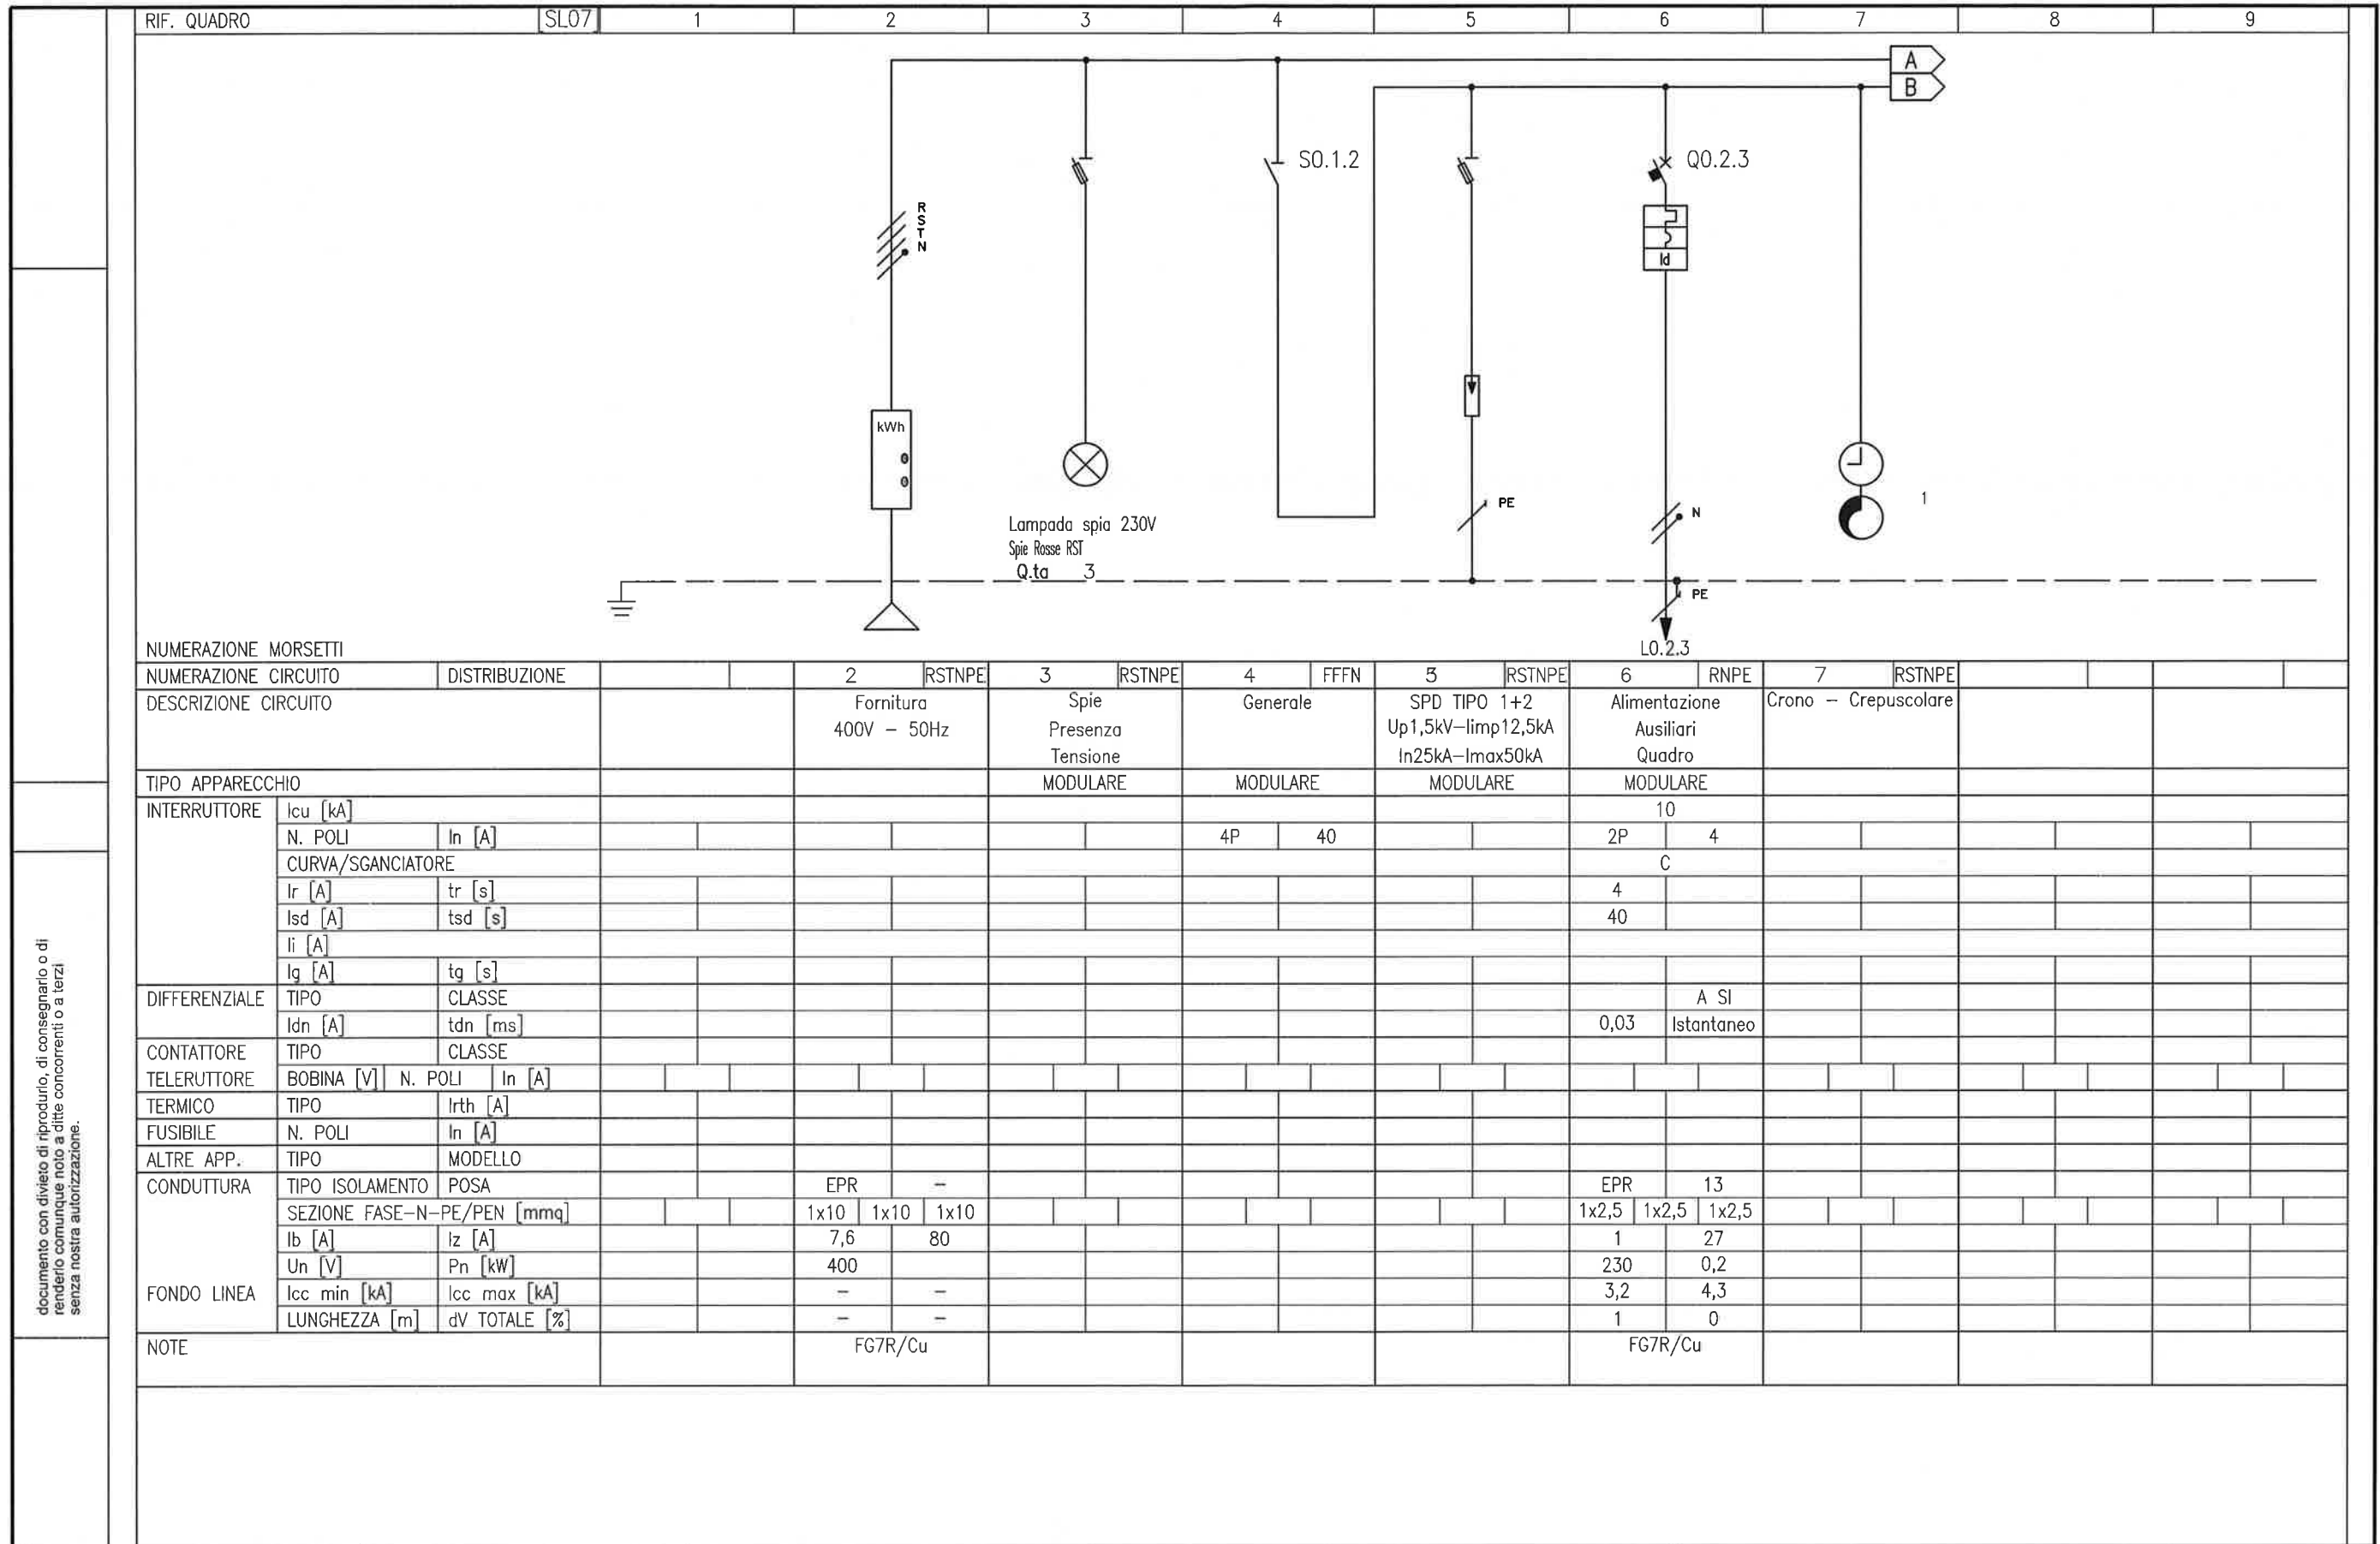 RIF. QUADRO SL07 1 2 3 4 5 6 7 8 9
A
B
S0.1.2
Q0.2.3
R
S
T
N
Id
kWh
PE
N
1
Lampada spia 230V
Spie Rosse RST
Q.ta 3
PE
L0.2.3
NUMERAZIONE MORSETTI
NUMERAZIONE CIRCUITO DISTRIBUZIONE 2 RSTNPE 3 RSTNPE 4 FFFN 5 RSTNPE 6 RNPE 7 RSTNPE
DESCRIZIONE CIRCUITO Fornitura Spie Generale SPD TIPO 1+2 Alimentazione Crono – Crepuscolare
400V – 50Hz Presenza Up1,5kV–Iimp12,5kA Ausiliari
Tensione In25kA–Imax50kA Quadro
TIPO APPARECCHIO MODULARE MODULARE MODULARE MODULARE
INTERRUTTORE Icu [kA] 10
N. POLI In [A] 4P 40 2P 4
CURVA/SGANCIATORE C
Ir [A] tr [s] 4
Isd [A] tsd [s] 40
Ii [A]
Ig [A] tg [s]
DIFFERENZIALE TIPO CLASSE A SI
Idn [A] tdn [ms] 0,03 Istantaneo
CONTATTORE TIPO CLASSE
TELERUTTORE BOBINA [V] N. POLI In [A]
TERMICO TIPO Irth [A]
FUSIBILE N. POLI In [A]
ALTRE APP. TIPO MODELLO
CONDUTTURA TIPO ISOLAMENTO POSA EPR – EPR 13
SEZIONE FASE–N–PE/PEN [mmq] 1x10 1x10 1x10 1x2,5 1x2,5 1x2,5
Ib [A] Iz [A] 7,6 80 1 27
Un [V] Pn [kW] 400 230 0,2
FONDO LINEA Icc min [kA] Icc max [kA] – – 3,2 4,3
LUNGHEZZA [m] dV TOTALE [%] – – 1 0
NOTE FG7R/Cu FG7R/Cu
documento con divieto di riprodurlo, di consegnarlo o di
renderlo comunque noto a ditte concorrenti o a terzi
senza nostra autorizzazione.